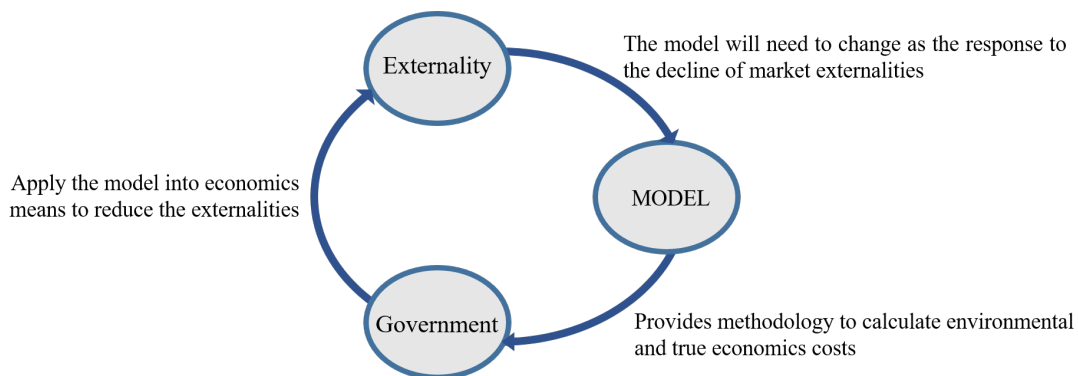 Externality
The model will need to change as the response to
the decline of market externalities
MODEL
Apply the model into economics
means to reduce the externalities
Government
Provides methodology to calculate environmental
and true economics costs